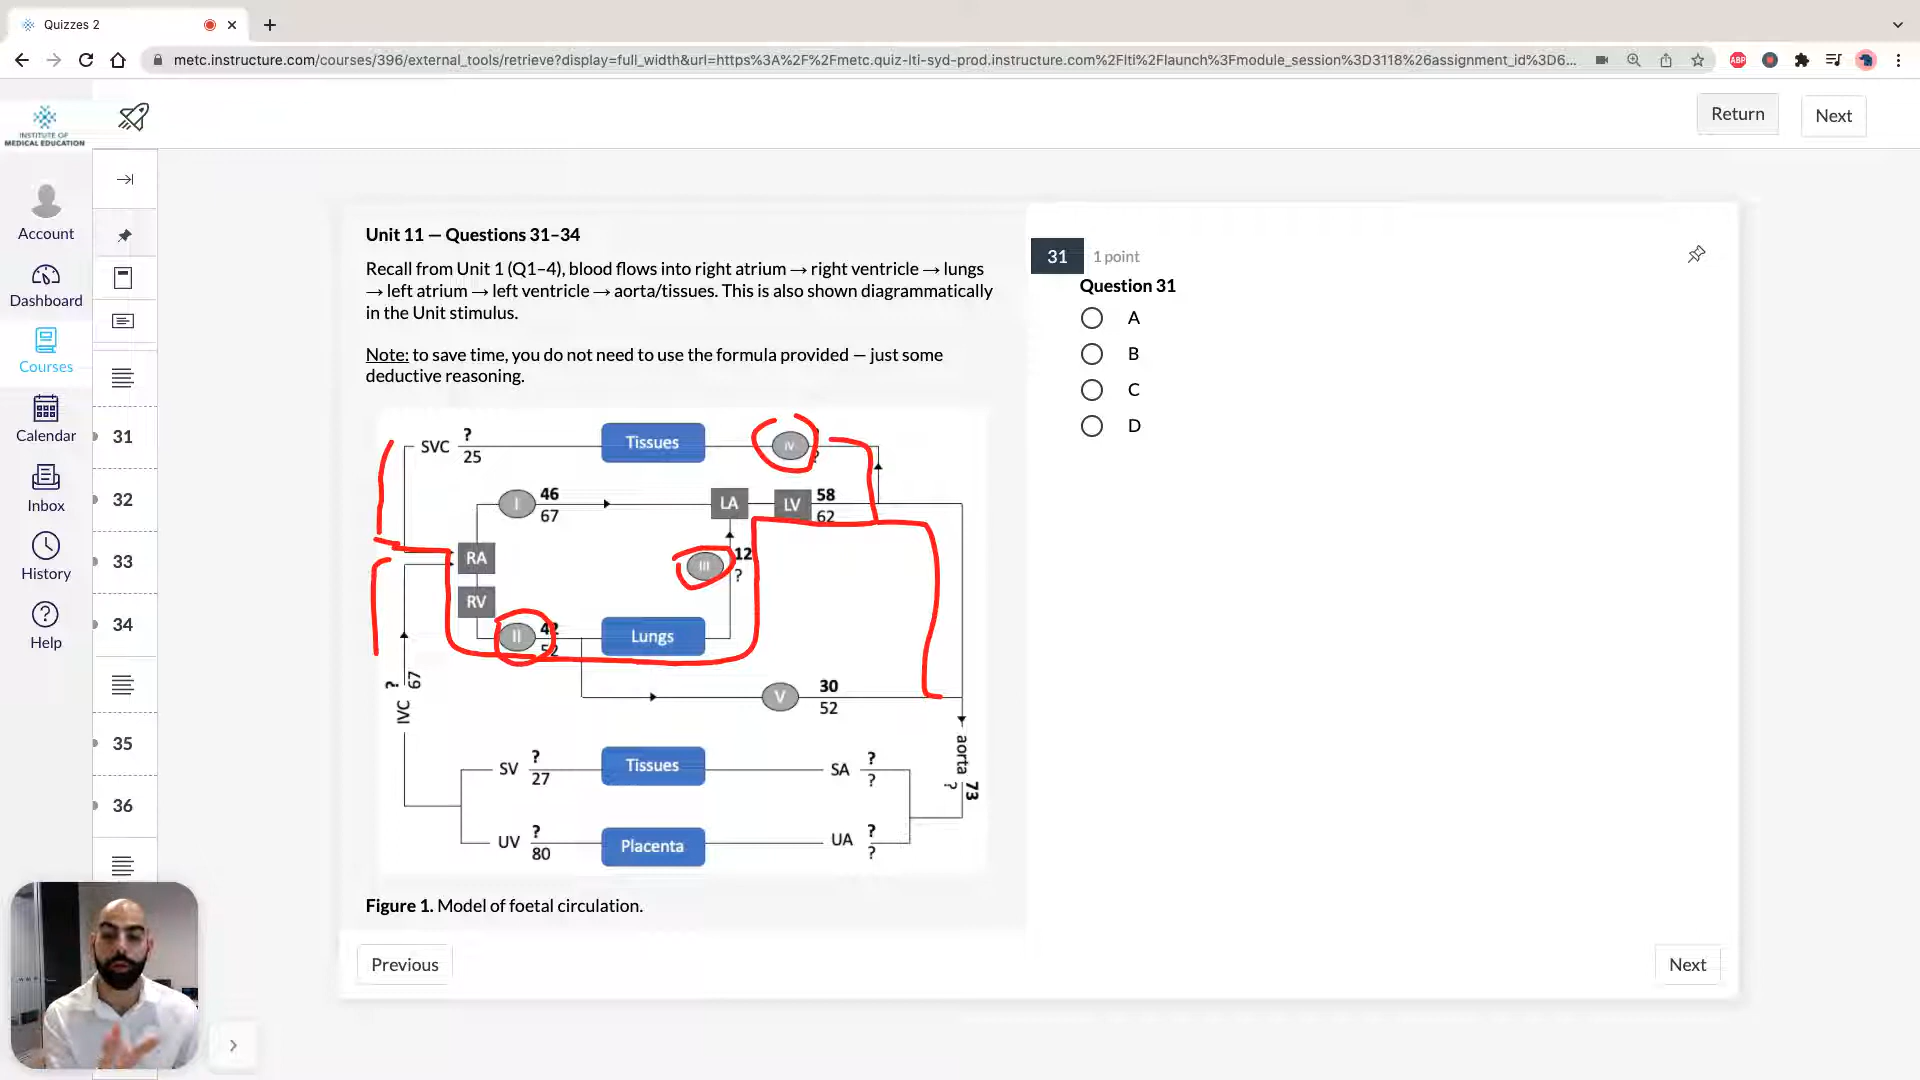 Quizzes 2
metc.instructure.com/courses/396/external_tools/retrieve?display=full_width&url=https%3A%2F%2Fmetc.quiz-lti-syd-prod.instructure.com%2Flti%2Flaunch%3Fmodule_session%3D3118%26assignment_id%3D6...
ABP
INSTITUTE OF
MEDICAL EDUCATION
Return
Next
Account
Dashboard
Courses
Calendar
Inbox
History
Help
31
32
33
34
35
36
Unit 11 — Questions 31–34
Recall from Unit 1 (Q1–4), blood flows into right atrium → right ventricle → lungs
→ left atrium → left ventricle → aorta/tissues. This is also shown diagrammatically
in the Unit stimulus.
Note: to save time, you do not need to use the formula provided — just some
deductive reasoning.
SVC
?
25
Tissues
IV
?
I
46
67
LA
LV
58
62
RA
III
12
?
RV
II
42
52
Lungs
?
67
IVC
V
30
52
aorta
73
?
SV
?
27
Tissues
SA
?
?
UV
?
80
Placenta
UA
?
?
Figure 1. Model of foetal circulation.
Previous
31
1 point
Question 31
A
B
C
D
Next